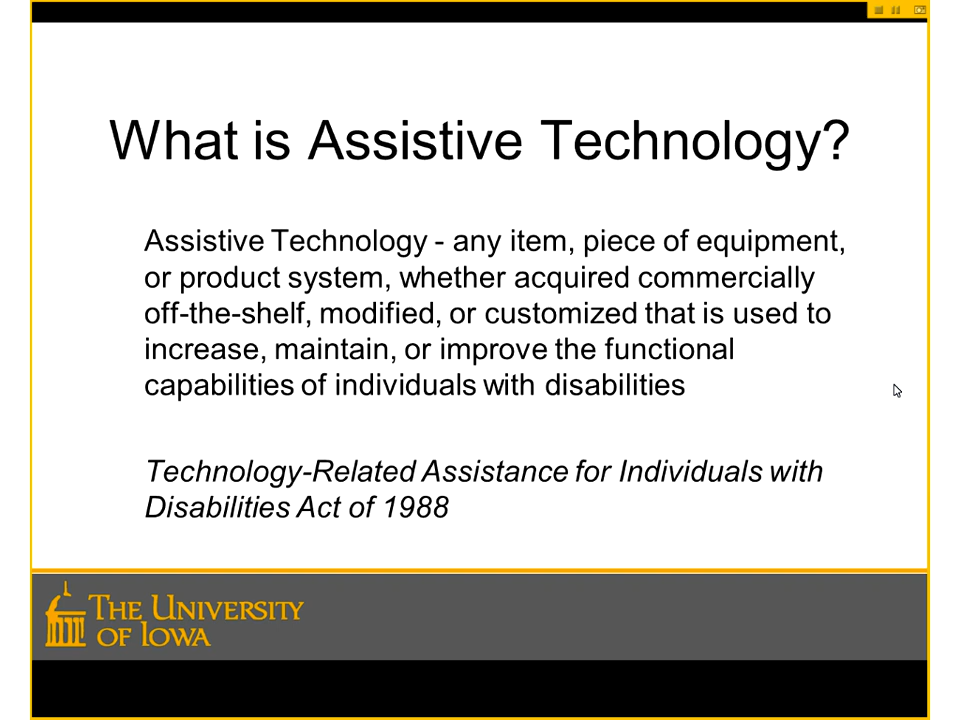 What is Assistive Technology?
Assistive Technology - any item, piece of equipment,
or product system, whether acquired commercially
off-the-shelf, modified, or customized that is used to
increase, maintain, or improve the functional
capabilities of individuals with disabilities
Technology-Related Assistance for Individuals with
Disabilities Act of 1988
THE UNIVERSITY
OF IOWA